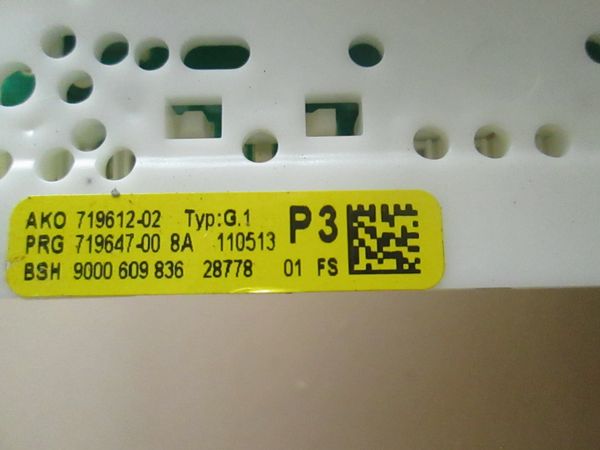 AKO 719612-02 Typ:G.1 P3
PRG 719647-00 8A 110513
BSH 9000 609 836 28778 01 FS